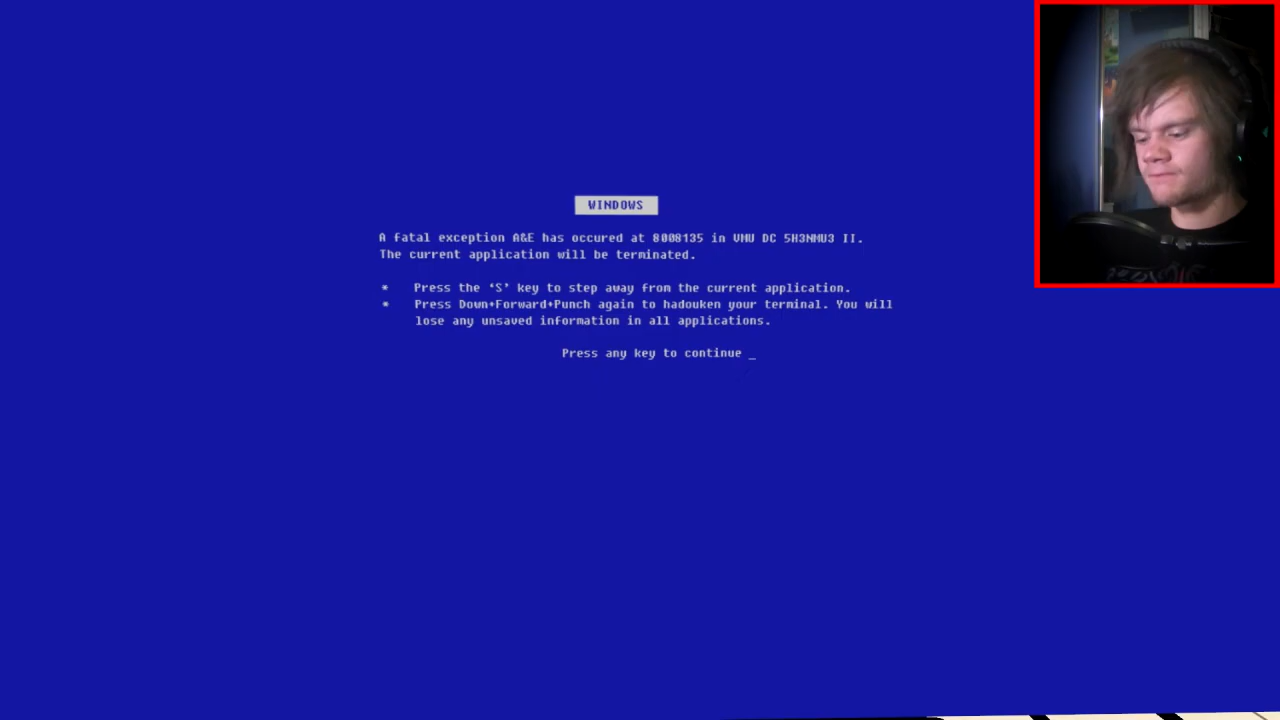 WINDOWS
A fatal exception A&E has occured at 8008135 in VMU DC 5H3NMU3 II.
The current application will be terminated.
* Press the ‘S’ key to step away from the current application.
* Press Down+Forward+Punch again to hadouken your terminal. You will
lose any unsaved information in all applications.
Press any key to continue _